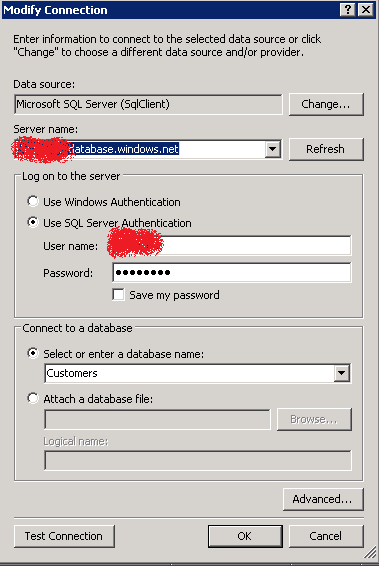 Modify Connection
Enter information to connect to the selected data source or click
"Change" to choose a different data source and/or provider.
Data source:
Microsoft SQL Server (SqlClient)
Change...
Server name:
atabase.windows.net
Refresh
Log on to the server
Use Windows Authentication
Use SQL Server Authentication
User name:
Password: ●●●●●●●●
Save my password
Connect to a database
Select or enter a database name:
Customers
Attach a database file:
Browse...
Logical name:
Advanced...
Test Connection
OK
Cancel